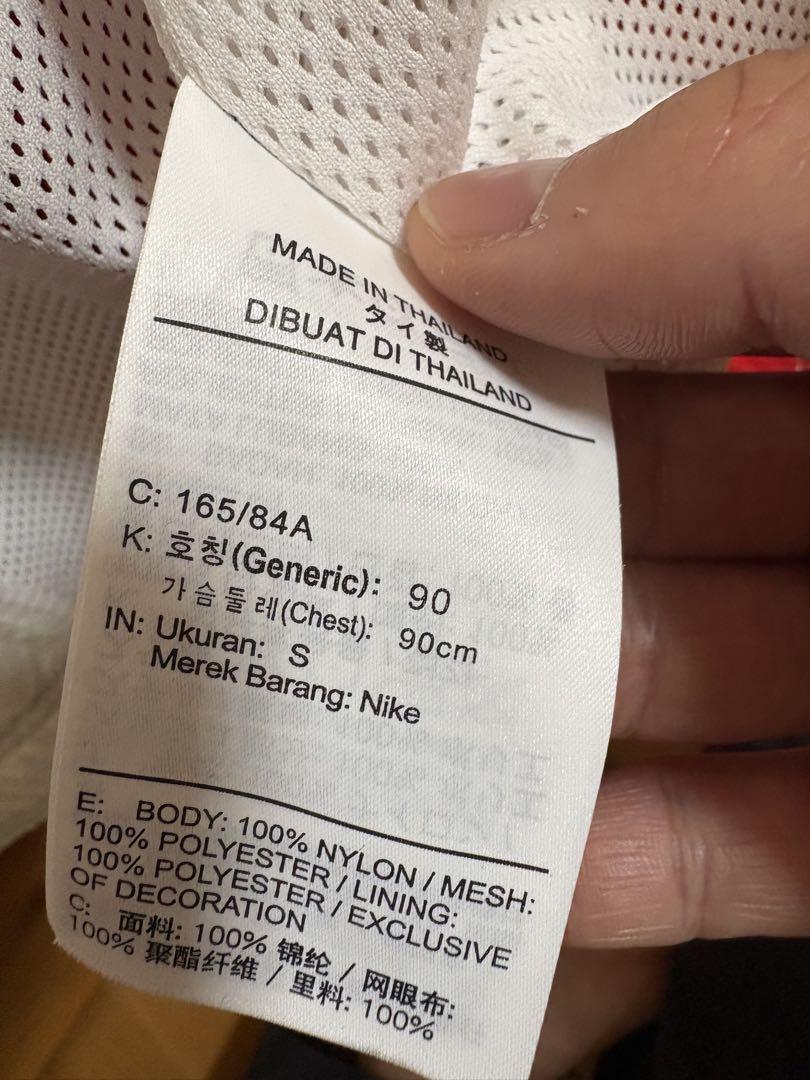 MADE IN THAILAND
タイ製
DIBUAT DI THAILAND
C: 165/84A
K: 호칭(Generic): 90
가슴둘레(Chest): 90cm
IN: Ukuran: S
Merek Barang: Nike
E: BODY: 100% NYLON / MESH:
100% POLYESTER / LINING:
100% POLYESTER / EXCLUSIVE
OF DECORATION
C: 面料: 100% 锦纶 / 网眼布:
100% 聚酯纤维 / 里料: 100%